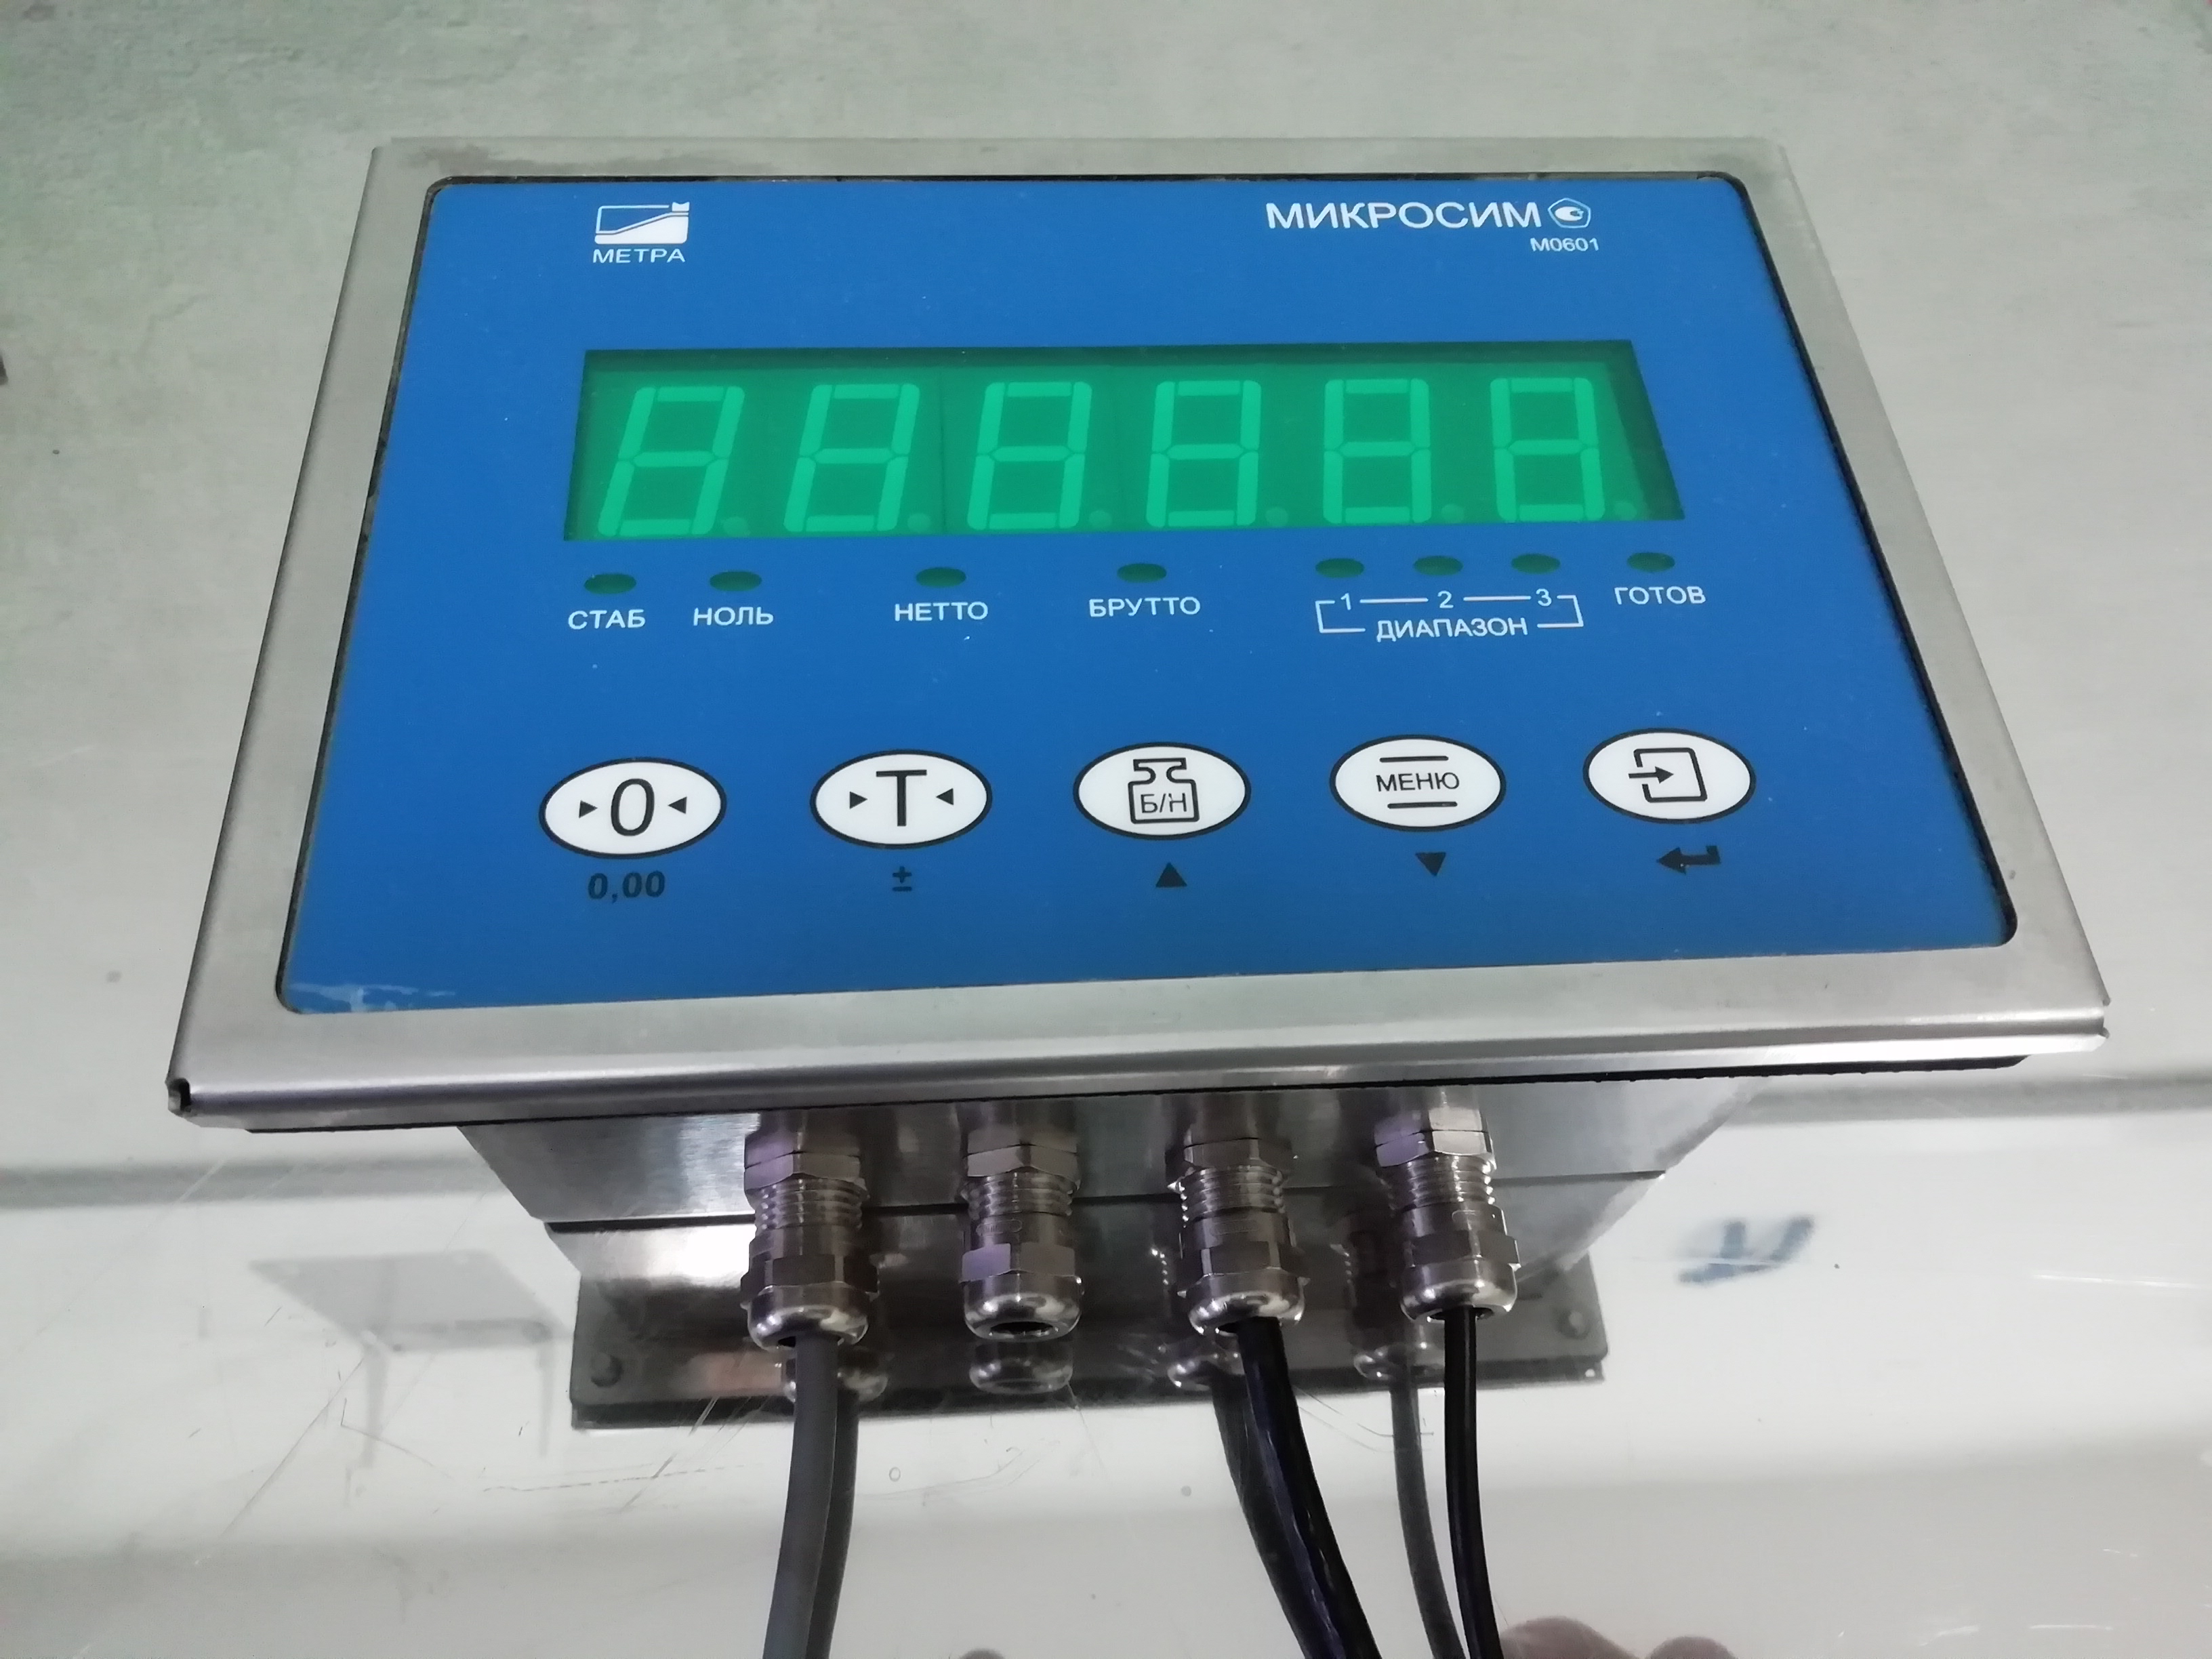 МЕТРА
МИКРОСИМ
М0601
СТАБ НОЛЬ НЕТТО БРУТТО 1 2 3 ГОТОВ
ДИАПАЗОН
0 T Б/Н МЕНЮ
0,00 ±